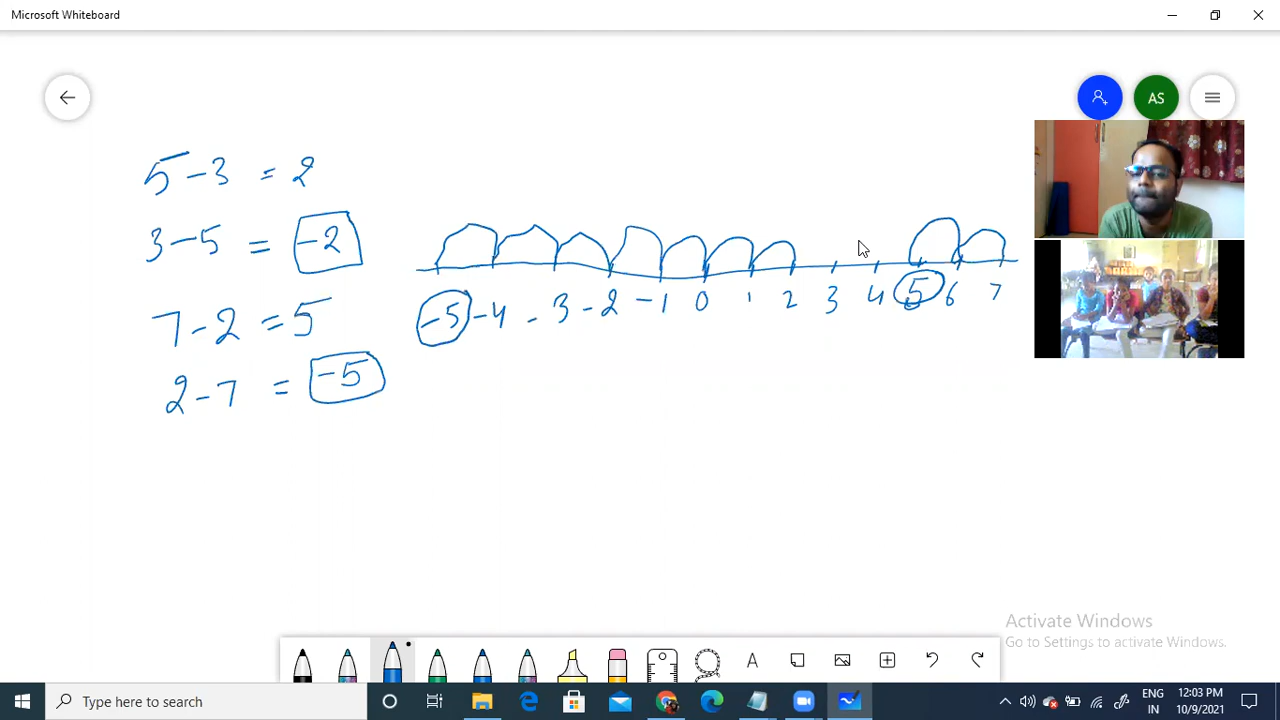 Microsoft Whiteboard
AS
5-3 = 2
3-5 = -2
7-2 = 5
2-7 = -5
-5 -4 -3 -2 -1 0 1 2 3 4 5 6 7
Activate Windows
Go to Settings to activate Windows.
A
Type here to search
ENG
IN
12:03 PM
10/9/2021